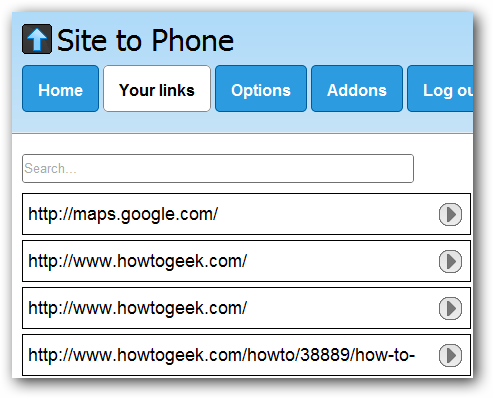 Site to Phone
Home Your links Options Addons Log ou
Search...
http://maps.google.com/
http://www.howtogeek.com/
http://www.howtogeek.com/
http://www.howtogeek.com/howto/38889/how-to-